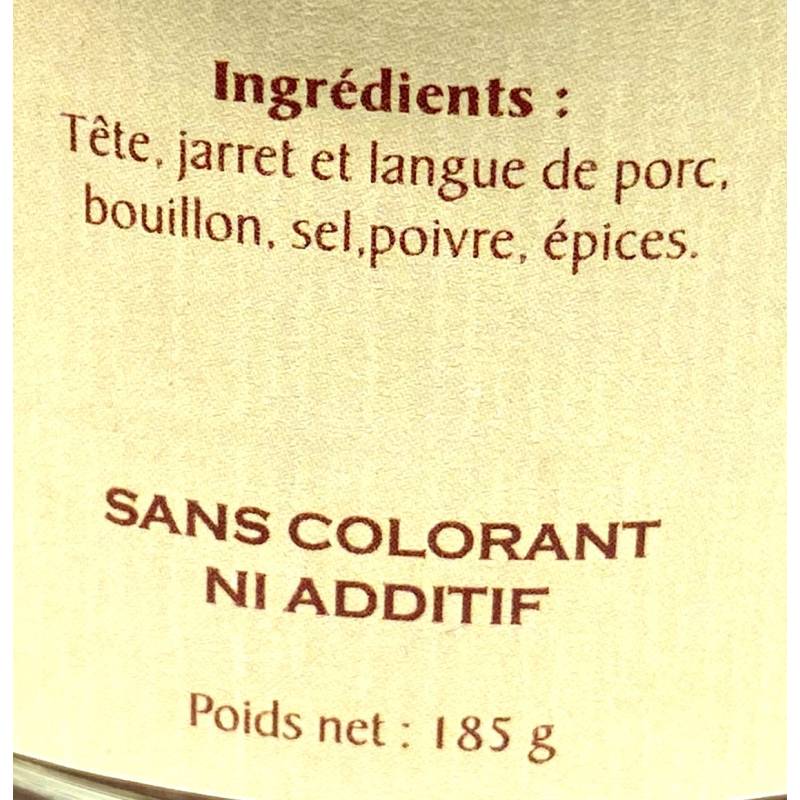 Ingrédients :
Tête, jarret et langue de porc,
bouillon, sel,poivre, épices.
SANS COLORANT
NI ADDITIF
Poids net : 185 g